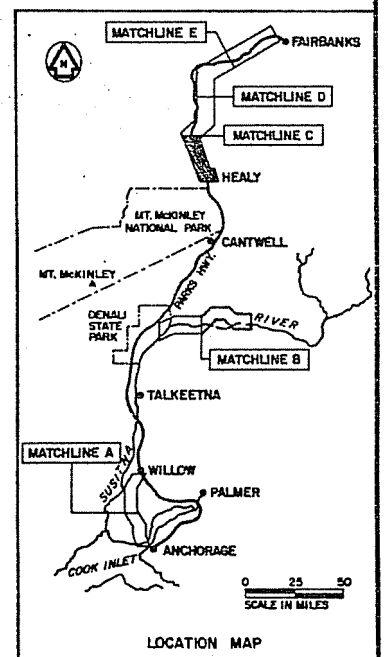 MATCHLINE E
FAIRBANKS
N
MATCHLINE D
MATCHLINE C
HEALY
MT. McKINLEY
NATIONAL PARK
CANTWELL
MT. McKINLEY
PARKS HWY.
DENALI
STATE
PARK
RIVER
MATCHLINE B
TALKEETNA
MATCHLINE A
WILLOW
SUSITNA
PALMER
ANCHORAGE
COOK INLET
0 25 50
SCALE IN MILES
LOCATION MAP